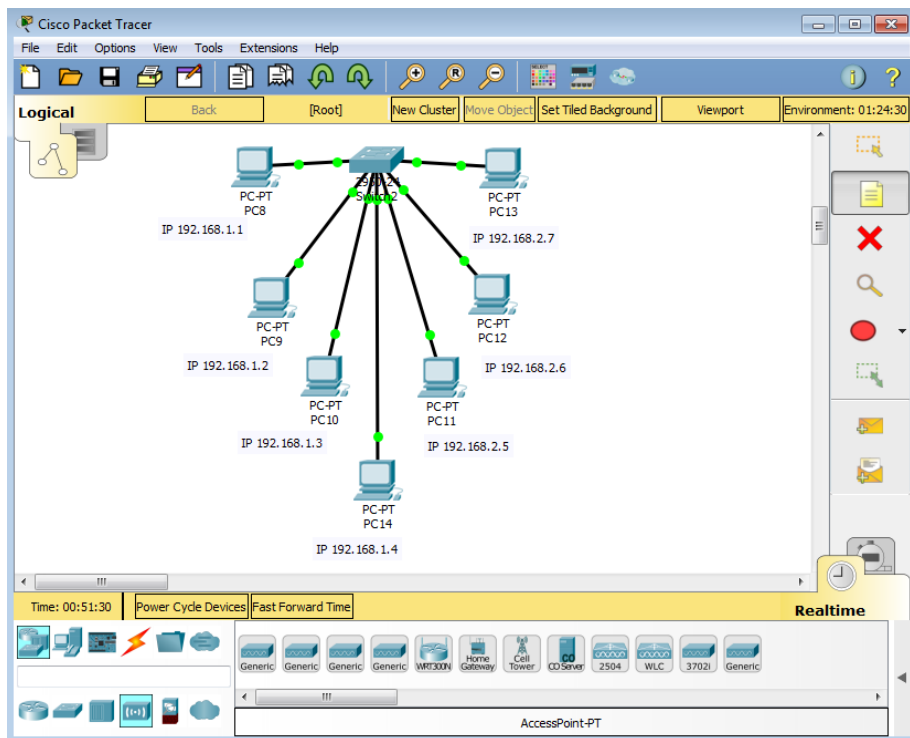 Cisco Packet Tracer
File Edit Options View Tools Extensions Help
Logical Back [Root] New Cluster Move Object Set Tiled Background Viewport Environment: 01:24:30
2950-24
Switch2
PC-PT
PC8
IP 192.168.1.1
PC-PT
PC13
IP 192.168.2.7
PC-PT
PC9
IP 192.168.1.2
PC-PT
PC12
IP 192.168.2.6
PC-PT
PC10
IP 192.168.1.3
PC-PT
PC11
IP 192.168.2.5
PC-PT
PC14
IP 192.168.1.4
Time: 00:51:30 Power Cycle Devices Fast Forward Time Realtime
Generic Generic Generic Generic WRT300N Home Gateway Cell Tower CO Server 2504 WLC 3702i Generic
AccessPoint-PT